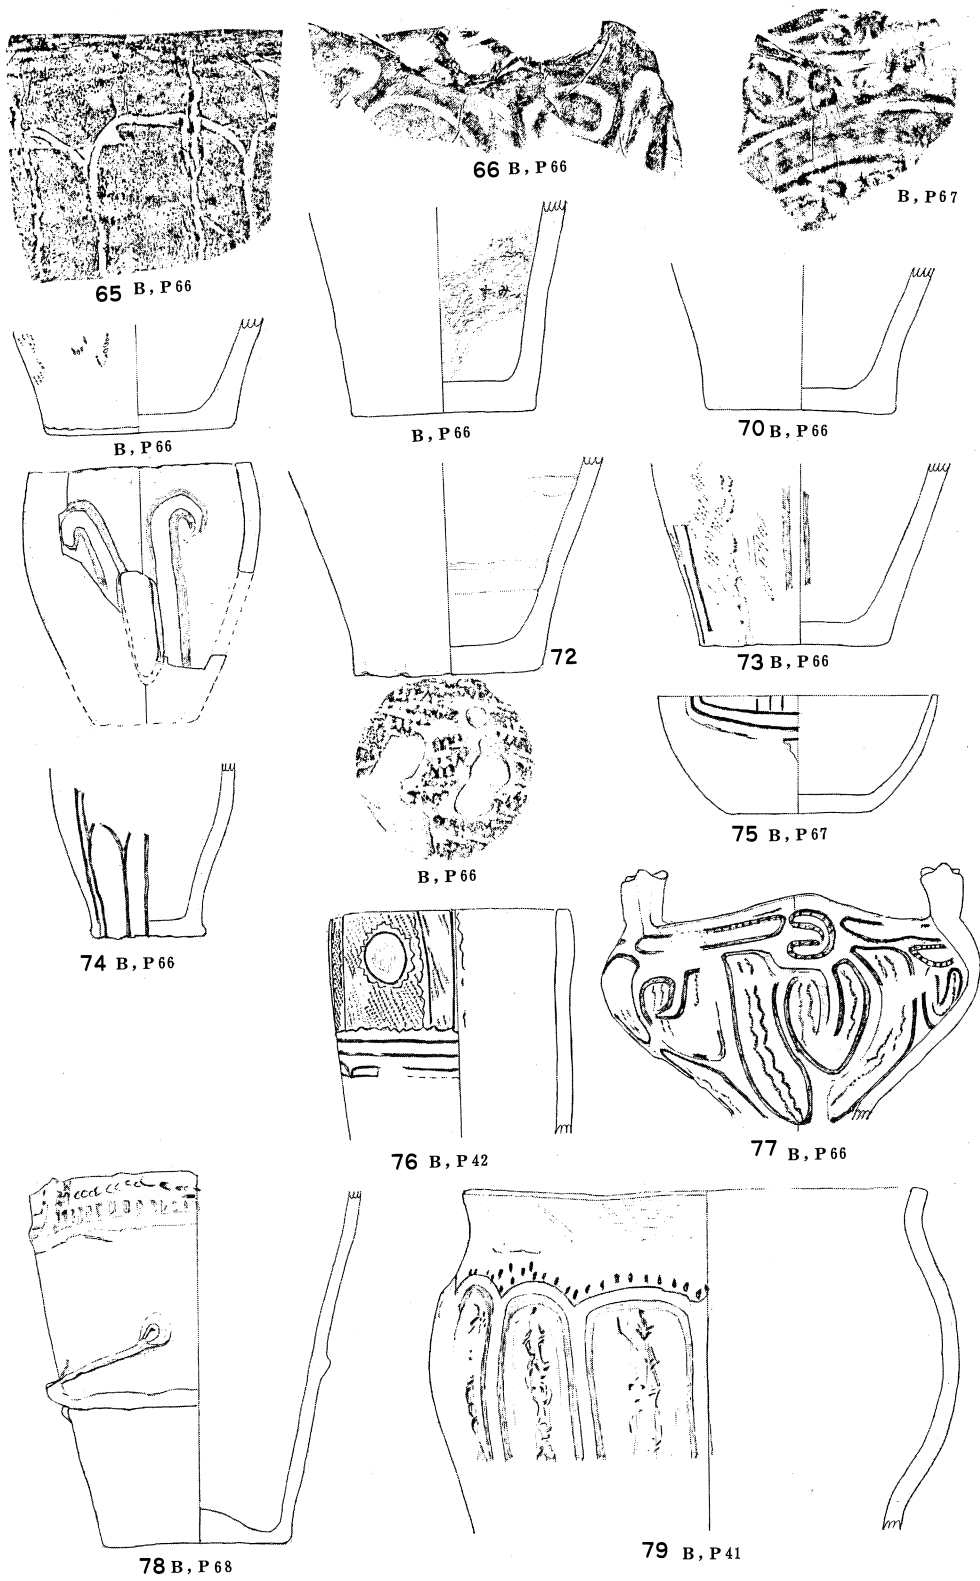 65 B, P66
66 B, P66
B, P67
B, P66
B, P66
70 B, P66
72
73 B, P66
B, P66
75 B, P67
74 B, P66
76 B, P42
77 B, P66
78 B, P68
79 B, P41